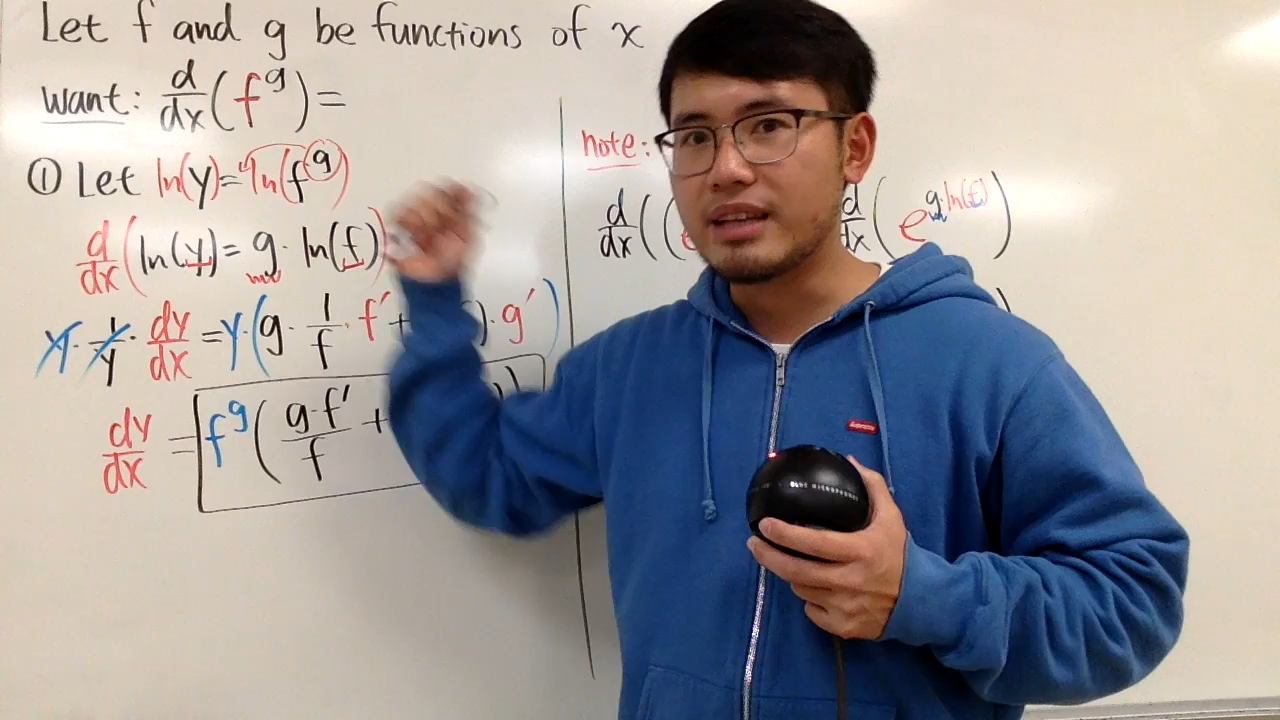 Let f and g be functions of x
want: d/dx (f^g) =
① Let ln(y) = ln(f^g)
d/dx (ln(y) = g · ln(f))
y · 1/y · dy/dx = y · (g · 1/f · f' + ) · g' )
dy/dx = f^g ( g·f'/f + ))
note:
d/dx (( d/dx ( e^(g·ln(f)) )
)
Supreme